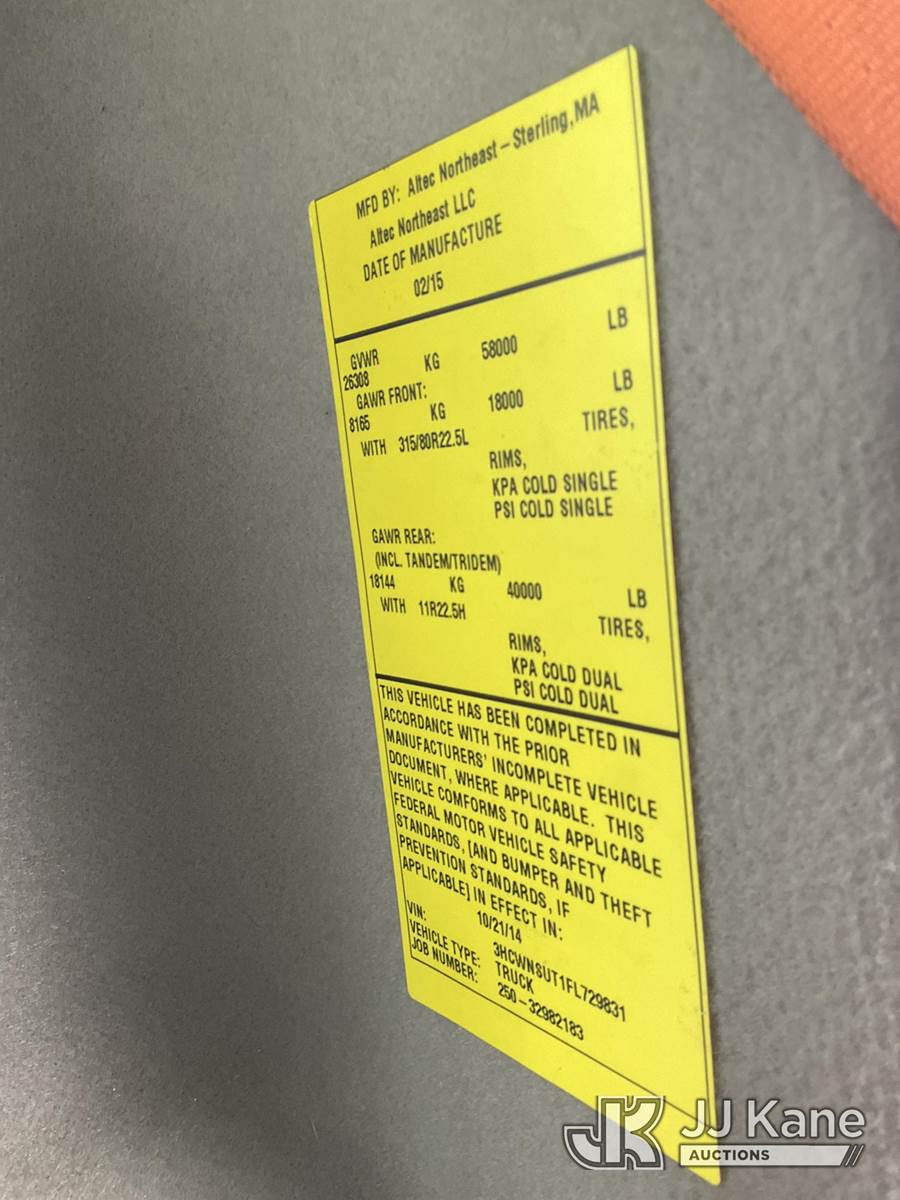 MFD BY: Altec Northeast – Sterling, MA
Altec Northeast LLC
DATE OF MANUFACTURE
02/15
GVWR
26308 KG 58000 LB
GAWR FRONT:
8165 KG 18000 LB
WITH 315/80R22.5L TIRES,
RIMS,
KPA COLD SINGLE
PSI COLD SINGLE
GAWR REAR:
(INCL. TANDEM/TRIDEM)
18144 KG 40000 LB
WITH 11R22.5H TIRES,
RIMS,
KPA COLD DUAL
PSI COLD DUAL
THIS VEHICLE HAS BEEN COMPLETED IN
ACCORDANCE WITH THE PRIOR
MANUFACTURERS' INCOMPLETE VEHICLE
DOCUMENT, WHERE APPLICABLE. THIS
VEHICLE COMFORMS TO ALL APPLICABLE
FEDERAL MOTOR VEHICLE SAFETY
STANDARDS, [AND BUMPER AND THEFT
PREVENTION STANDARDS, IF
APPLICABLE] IN EFFECT IN:
10/21/14
VIN: 3HCWNSUT1FL729831
VEHICLE TYPE: TRUCK
JOB NUMBER: 250-32982183
JK JJ Kane
AUCTIONS